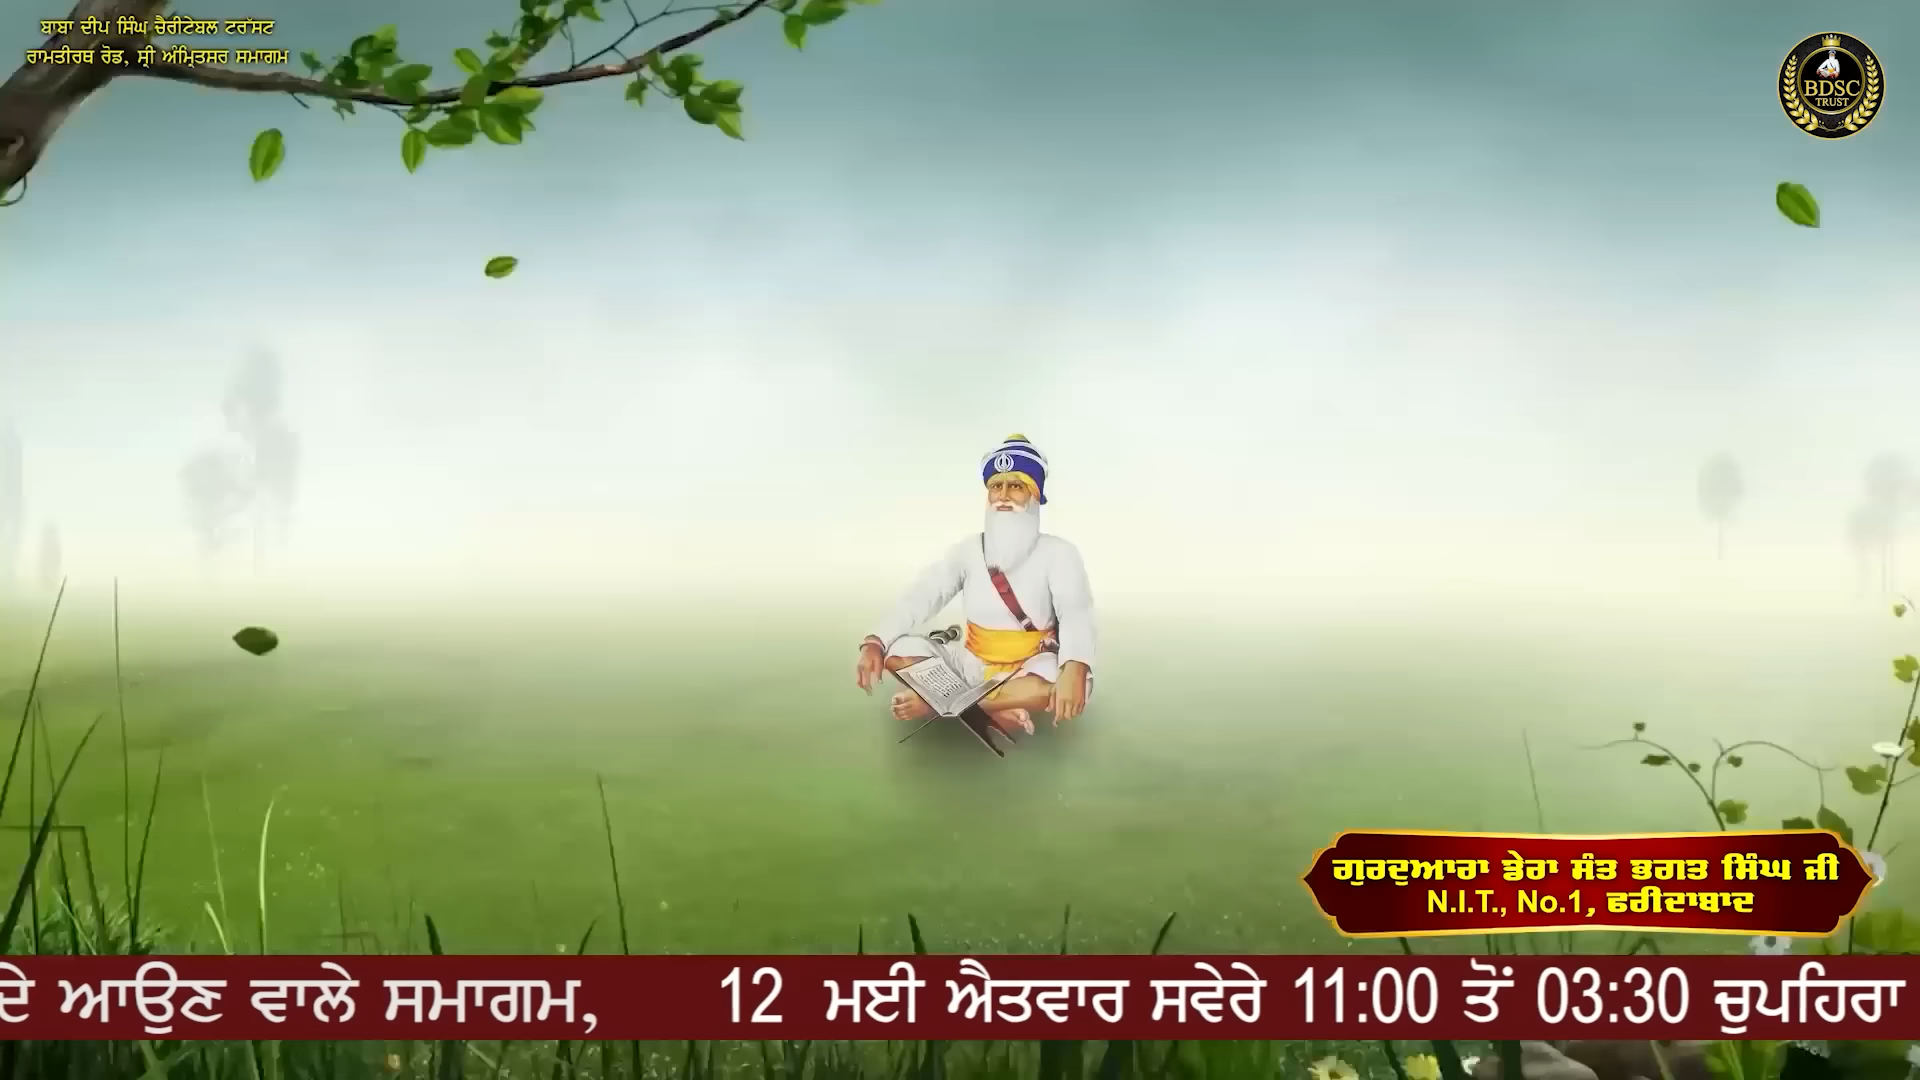 ਬਾਬਾ ਦੀਪ ਸਿੰਘ ਚੈਰੀਟੇਬਲ ਟਰੱਸਟ
ਰਾਮਤੀਰਥ ਰੋਡ, ਸ੍ਰੀ ਅੰਮ੍ਰਿਤਸਰ ਸਮਾਗਮ
BDSC
TRUST
ਗੁਰਦੁਆਰਾ ਡੇਰਾ ਸੰਤ ਭਗਤ ਸਿੰਘ ਜੀ
N.I.T., No.1, ਫਰੀਦਾਬਾਦ
ਦੇ ਆਉਣ ਵਾਲੇ ਸਮਾਗਮ, 12 ਮਈ ਐਤਵਾਰ ਸਵੇਰੇ 11:00 ਤੋਂ 03:30 ਚੁਪਹਿਰਾ